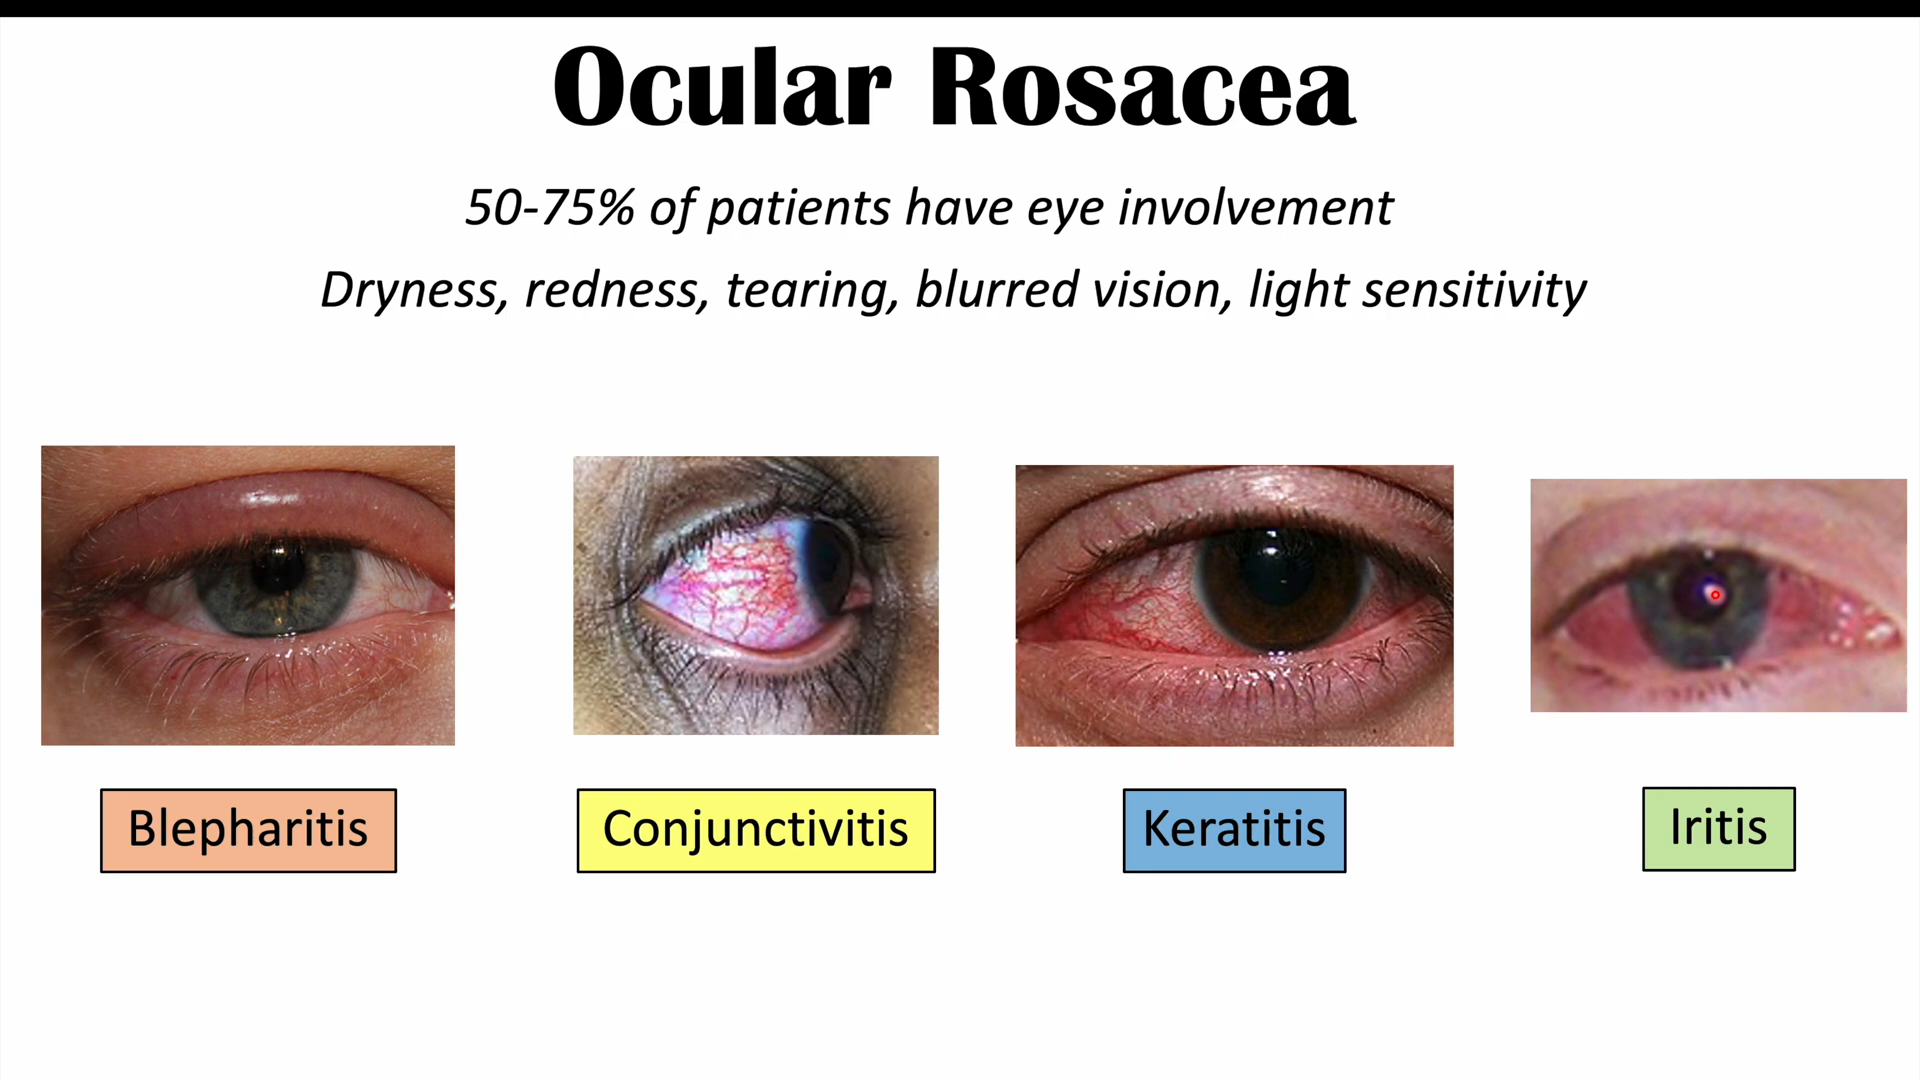 Ocular Rosacea
50-75% of patients have eye involvement
Dryness, redness, tearing, blurred vision, light sensitivity
Blepharitis
Conjunctivitis
Keratitis
Iritis